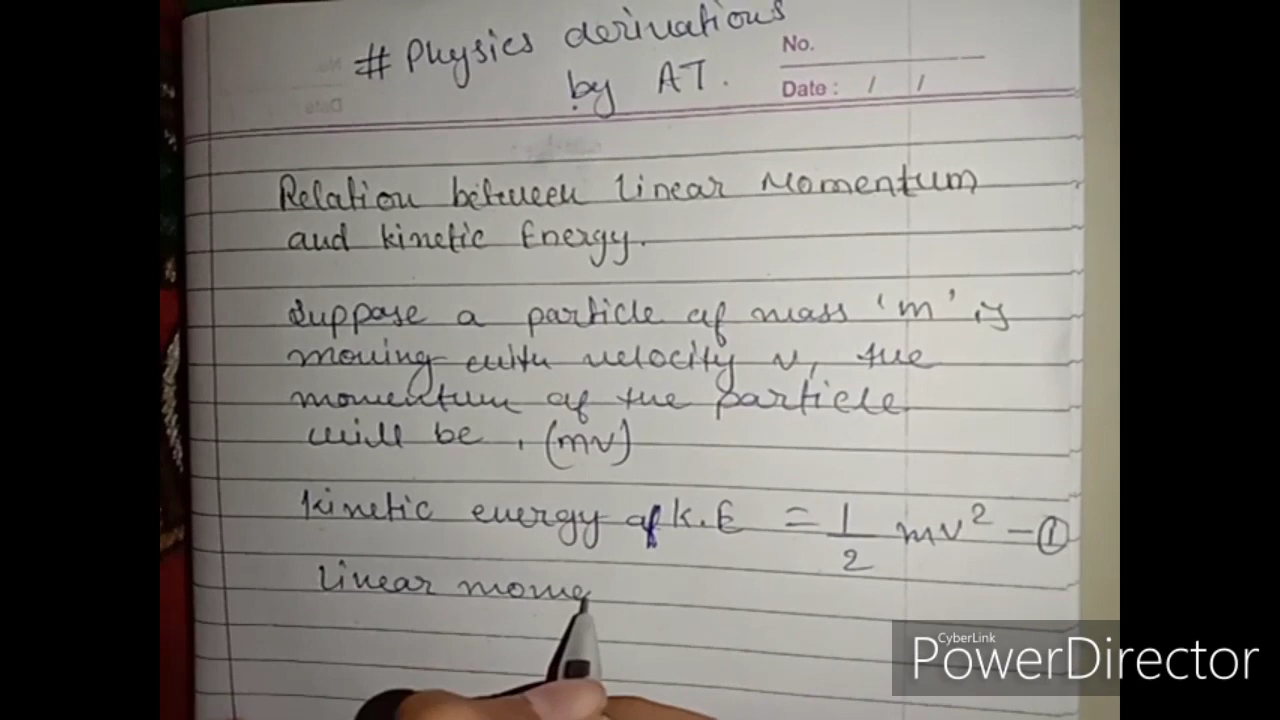 # Physics derivations
by AT.
No.
Date : / /
Relation between Linear Momentum
and kinetic Energy.
Suppose a particle of mass 'm' is
moving with velocity v, the
momentum of the particle
will be . (mv)
Kinetic energy of K.E = 1/2 mv² - ①
Linear mome
CyberLink
PowerDirector